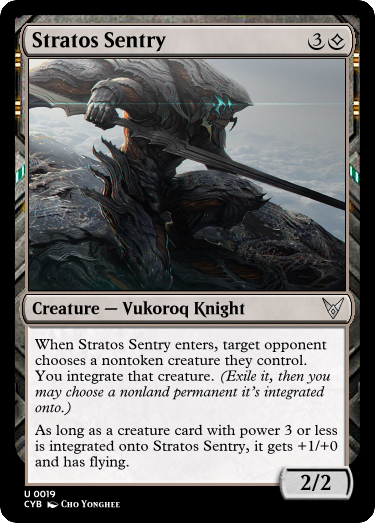 Stratos Sentry 3
Creature — Vukoroq Knight
When Stratos Sentry enters, target opponent
chooses a nontoken creature they control.
You integrate that creature. (Exile it, then you
may choose a nonland permanent it's integrated
onto.)
As long as a creature card with power 3 or less
is integrated onto Stratos Sentry, it gets +1/+0
and has flying.
2/2
U 0019
CYB Cho Yonghee